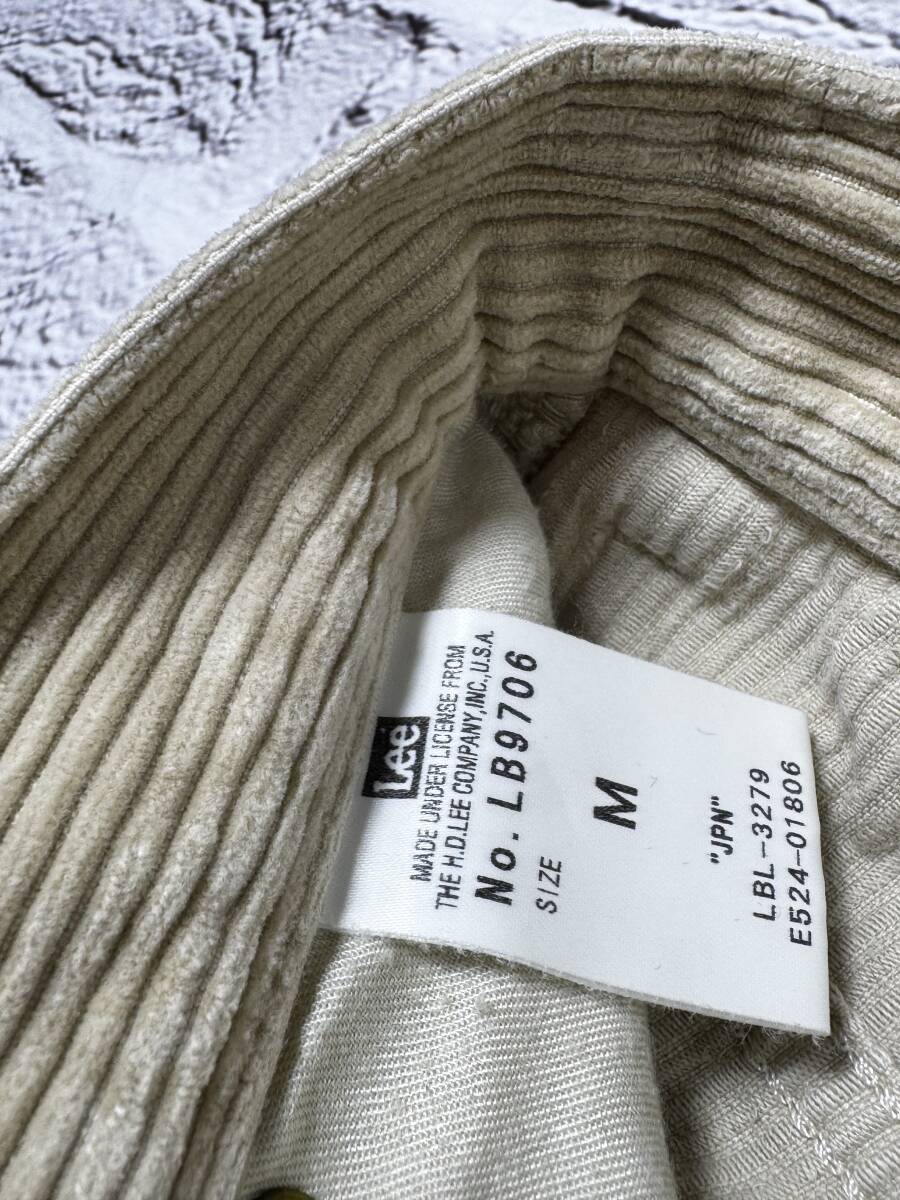 Lee
MADE UNDER LICENSE FROM
THE H.D.LEE COMPANY,INC.,U.S.A.
No. LB9706
SIZE M
"JPN"
LBL-3279
E524-01806